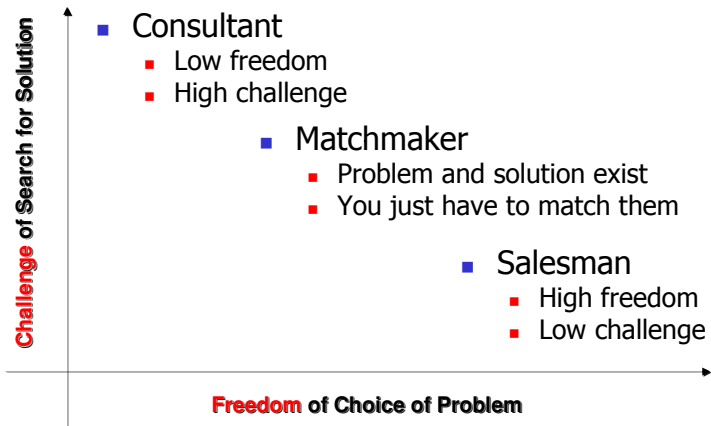 Challenge of Search for Solution
Consultant
Low freedom
High challenge
Matchmaker
Problem and solution exist
You just have to match them
Salesman
High freedom
Low challenge
Freedom of Choice of Problem